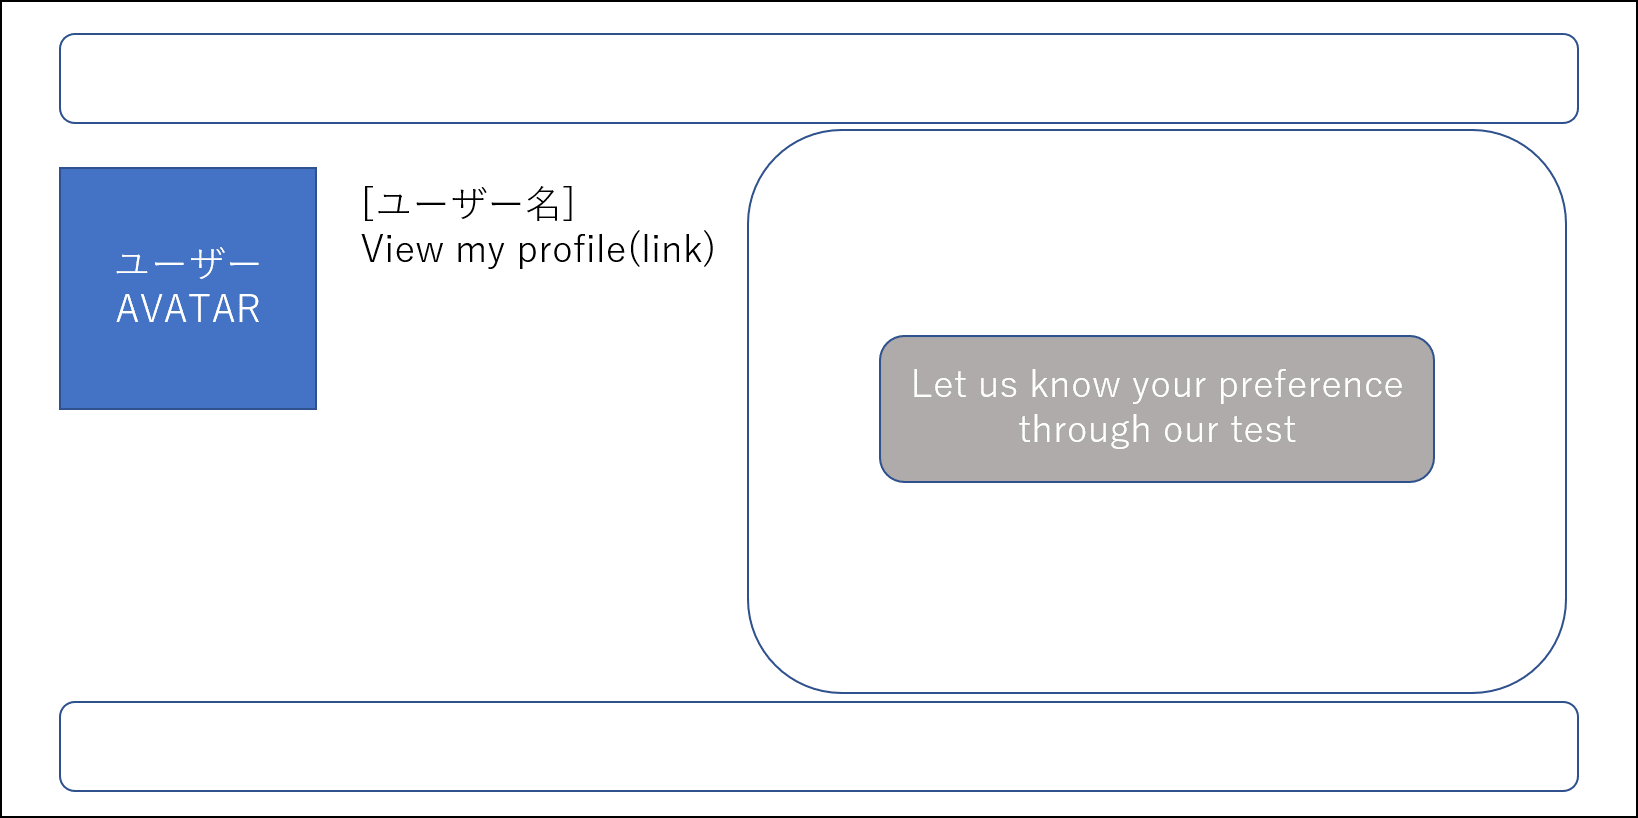 ユーザー
AVATAR
[ユーザー名]
View my profile(link)
Let us know your preference
through our test